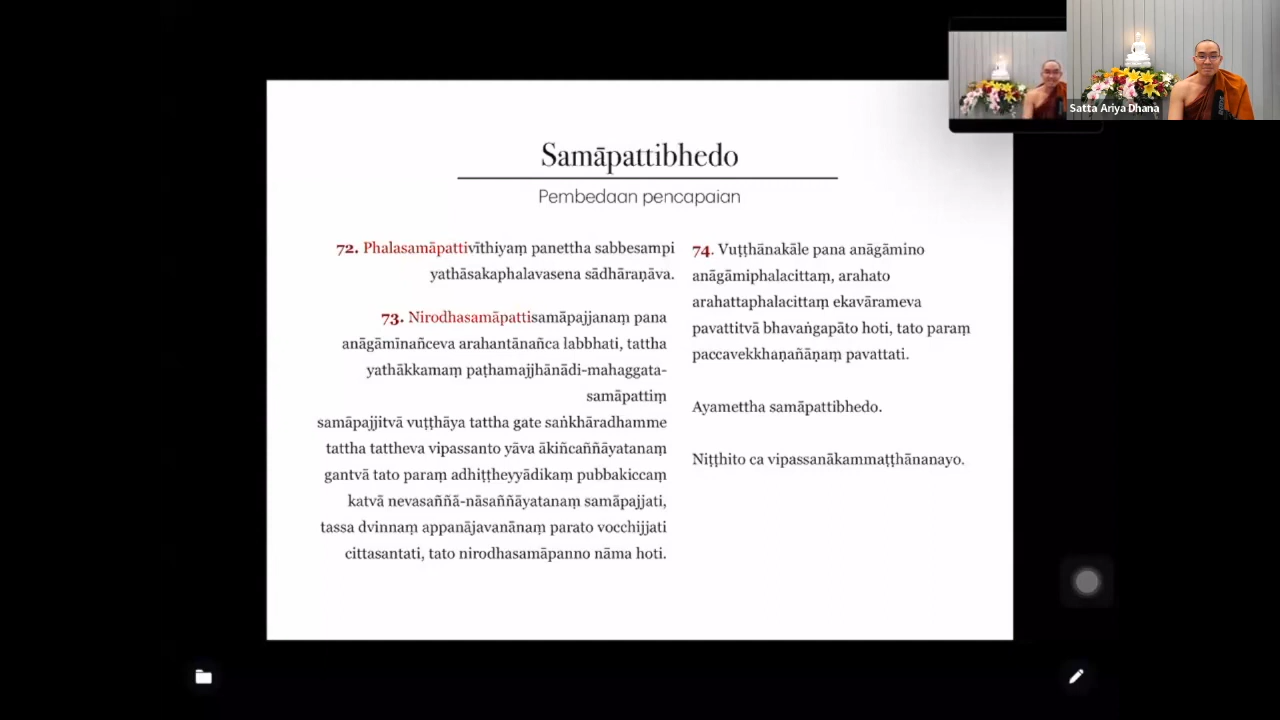 Satta Ariya Dhana
Samāpattibhedo
Pembedaan pencapaian
72. Phalasamāpattivīthiyaṃ panettha sabbesampi
yathāsakaphalavasena sādhāraṇāva.
73. Nirodhasamāpattisamāpajjanaṃ pana
anāgāmīnañceva arahantānañca labbhati, tattha
yathākkamaṃ paṭhamajjhānādi-mahaggata-
samāpattiṃ
samāpajjitvā vuṭṭhāya tattha gate saṅkhāradhamme
tattha tattheva vipassanto yāva ākiñcaññāyatanaṃ
gantvā tato paraṃ adhiṭṭheyyādikaṃ pubbakiccaṃ
katvā nevasaññā-nāsaññāyatanaṃ samāpajjati,
tassa dvinnaṃ appanājavanānaṃ parato vocchijjati
cittasantati, tato nirodhasamāpanno nāma hoti.
74. Vuṭṭhānakāle pana anāgāmino
anāgāmiphalacittaṃ, arahato
arahattaphalacittaṃ ekavārameva
pavattitvā bhavaṅgapāto hoti, tato paraṃ
paccavekkhaṇañāṇaṃ pavattati.
Ayamettha samāpattibhedo.
Niṭṭhito ca vipassanākammaṭṭhānanayo.